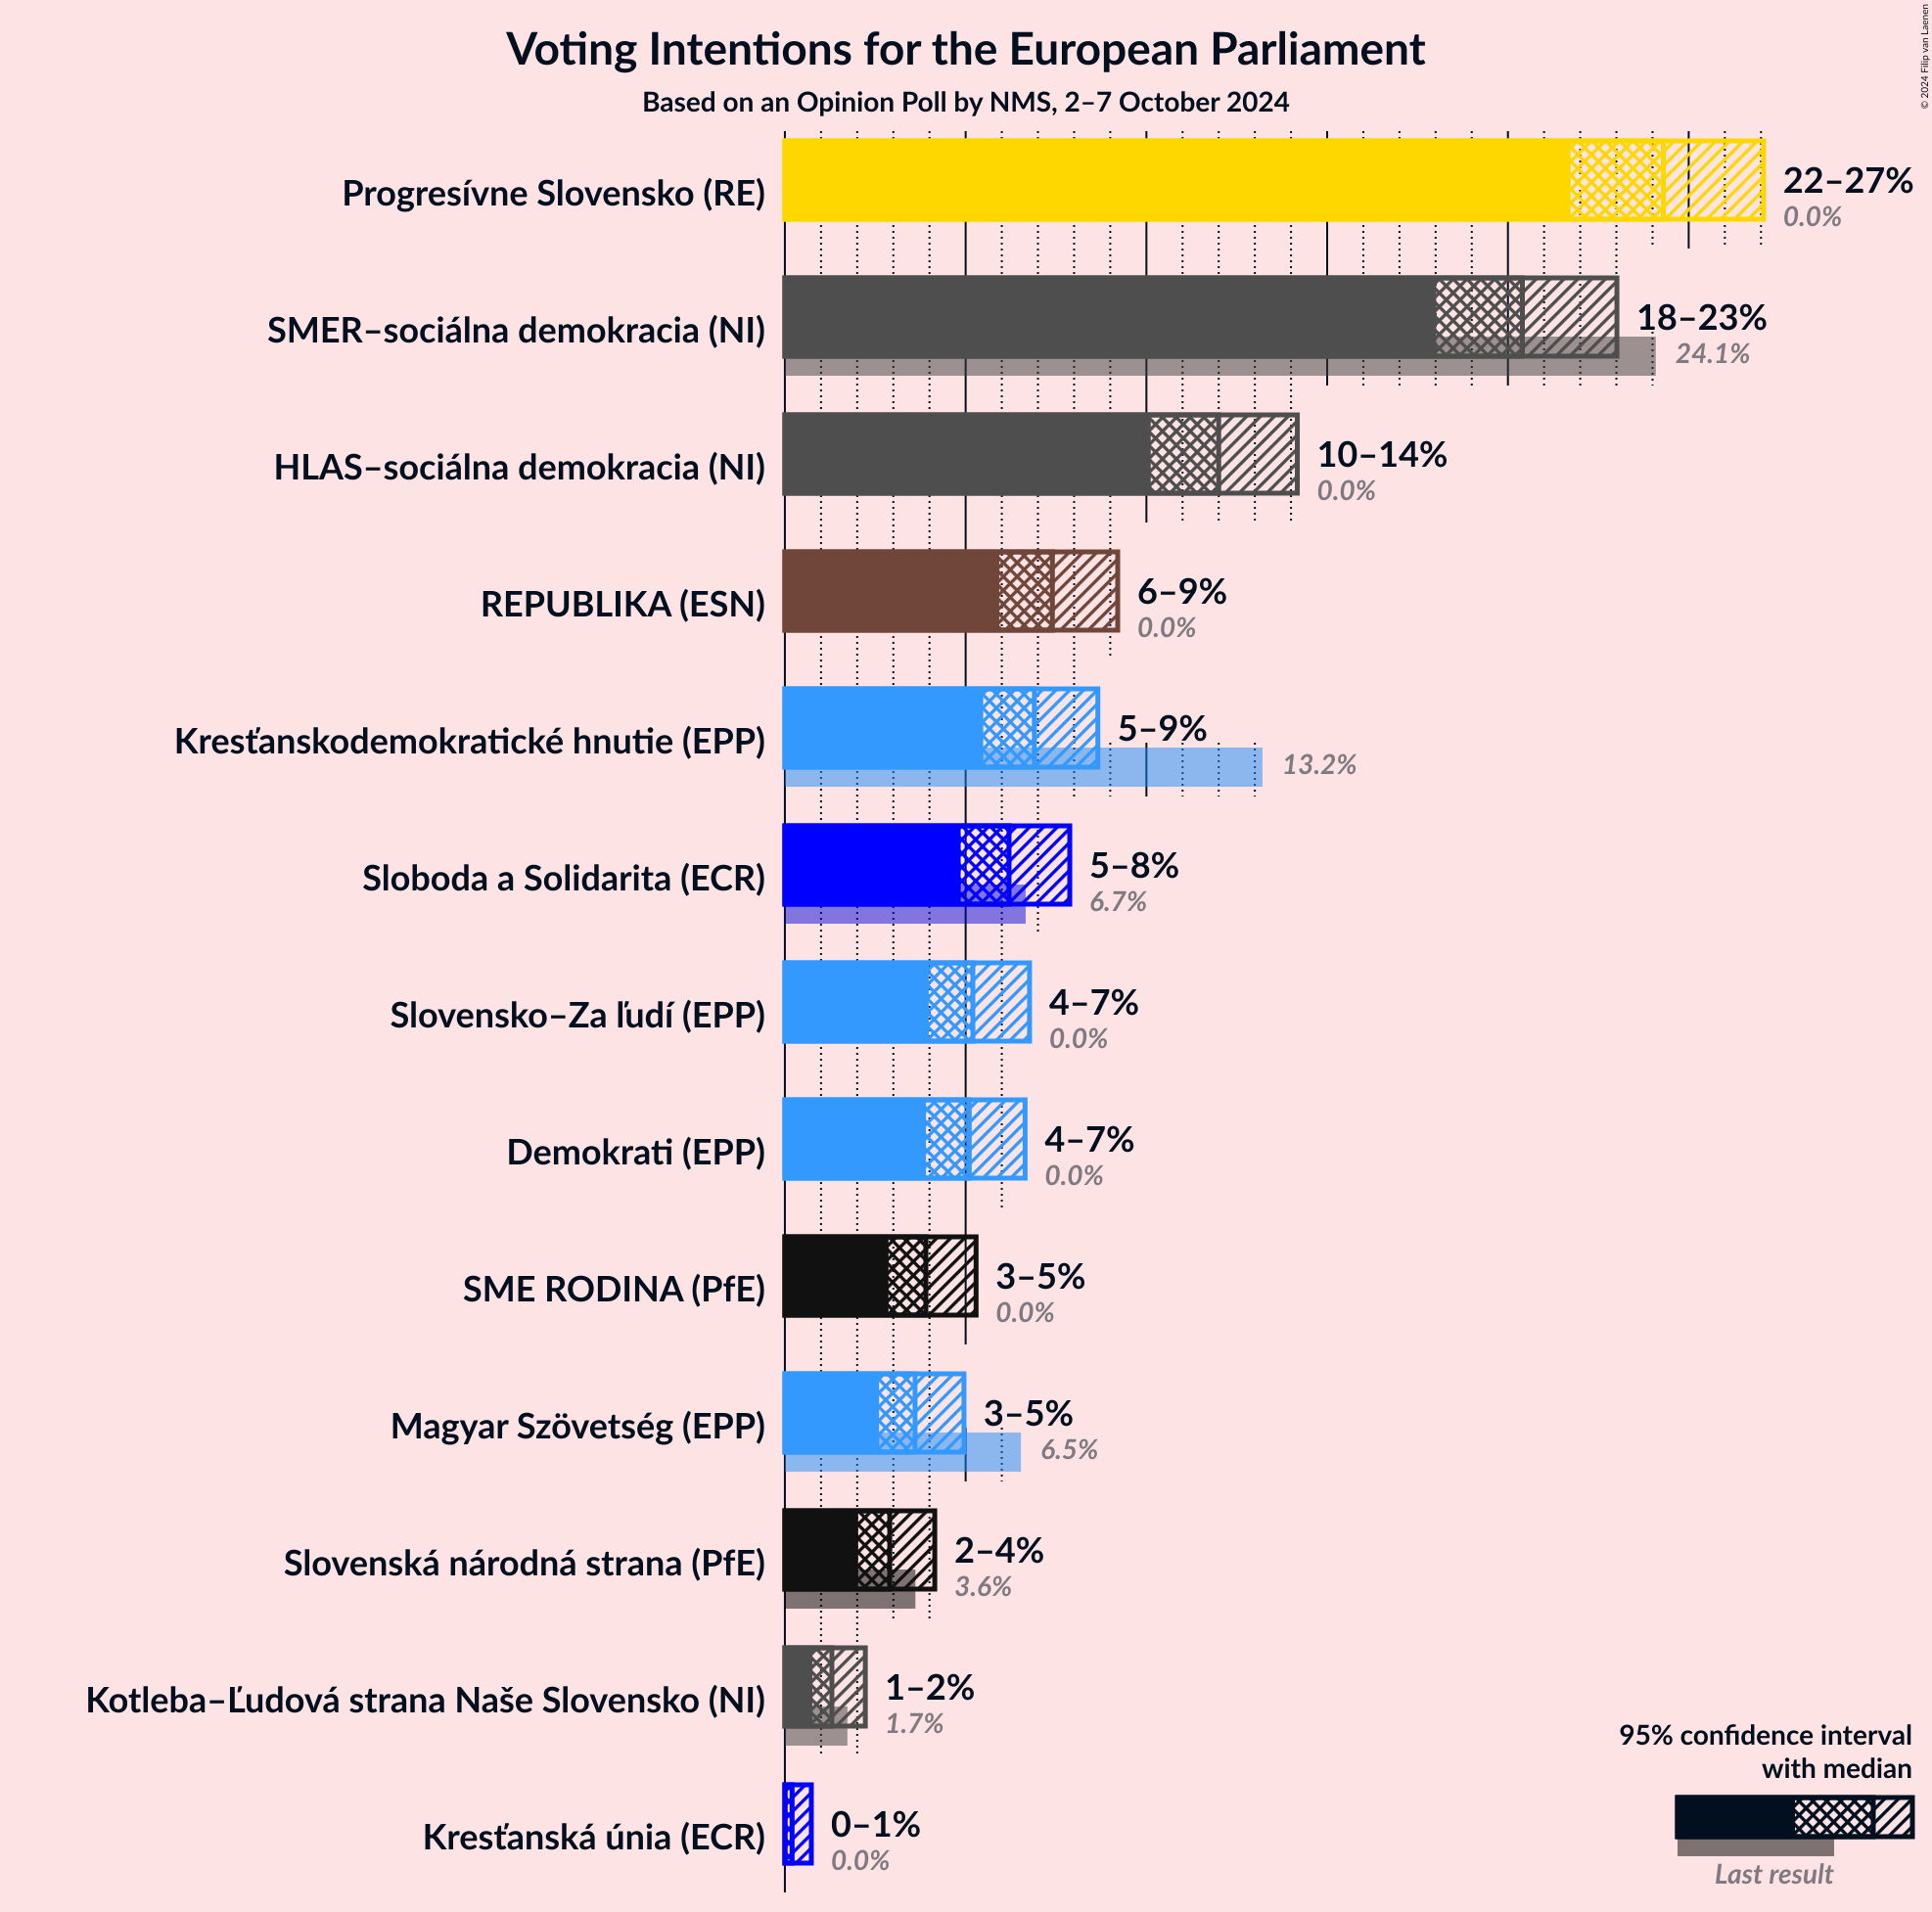 Voting Intentions for the European Parliament
Based on an Opinion Poll by NMS, 2–7 October 2024
© 2024 Filip van Laenen
Progresívne Slovensko (RE)
22–27%
0.0%
SMER–sociálna demokracia (NI)
18–23%
24.1%
HLAS–sociálna demokracia (NI)
10–14%
0.0%
REPUBLIKA (ESN)
6–9%
0.0%
Kresťanskodemokratické hnutie (EPP)
5–9%
13.2%
Sloboda a Solidarita (ECR)
5–8%
6.7%
Slovensko–Za ľudí (EPP)
4–7%
0.0%
Demokrati (EPP)
4–7%
0.0%
SME RODINA (PfE)
3–5%
0.0%
Magyar Szövetség (EPP)
3–5%
6.5%
Slovenská národná strana (PfE)
2–4%
3.6%
Kotleba–Ľudová strana Naše Slovensko (NI)
1–2%
1.7%
Kresťanská únia (ECR)
0–1%
0.0%
95% confidence interval
with median
Last result